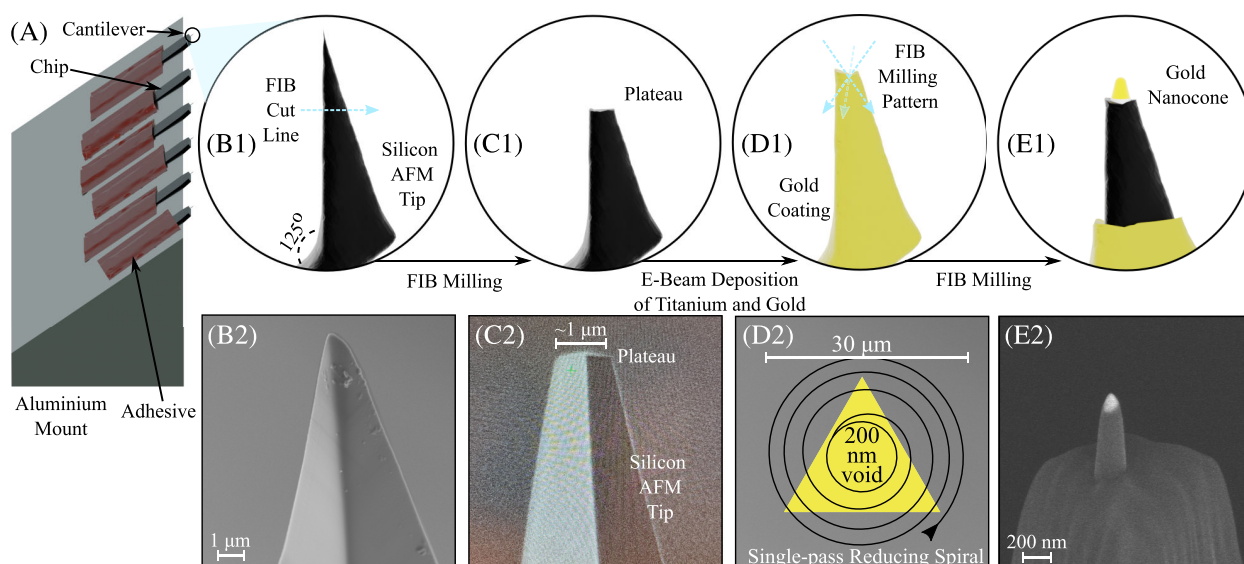 (A)
Cantilever
Chip
Aluminium
Mount
Adhesive
(B1)
FIB
Cut
Line
Silicon
AFM
Tip
125°
FIB Milling
(C1)
Plateau
E-Beam Deposition
of Titanium and Gold
(D1)
FIB
Milling
Pattern
Gold
Coating
FIB Milling
(E1)
Gold
Nanocone
(B2)
1 μm
(C2)
~1 μm
Plateau
Silicon
AFM
Tip
(D2)
30 μm
200
nm
void
Single-pass Reducing Spiral
(E2)
200 nm